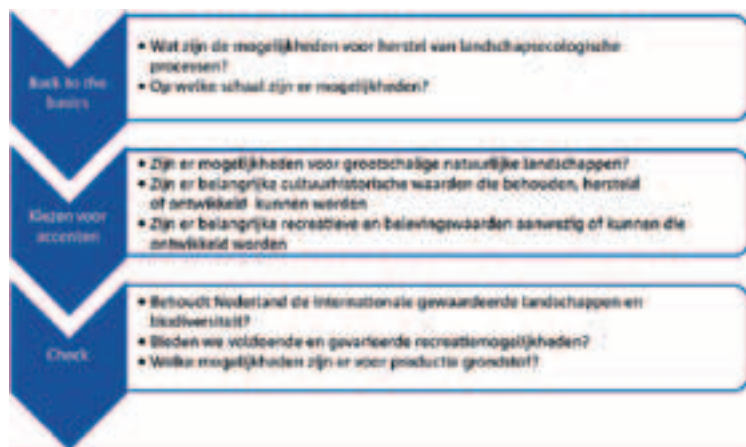 Back to the
basics
• Wat zijn de mogelijkheden voor herstel van landschapsecologische
processen?
• Op welke schaal zijn er mogelijkheden?
Kiezen voor
accenten
• Zijn er mogelijkheden voor grootschalige natuurlijke landschappen?
• Zijn er belangrijke cultuurhistorische waarden die behouden, hersteld
of ontwikkeld kunnen worden
• Zijn er belangrijke recreatieve en belevingswaarden aanwezig of kunnen die
ontwikkeld worden
Check
• Behoudt Nederland de internationale gewaardeerde landschappen en
biodiversiteit?
• Bieden we voldoende en gevarieerde recreatiemogelijkheden?
• Welke mogelijkheden zijn er voor productie grondstof?